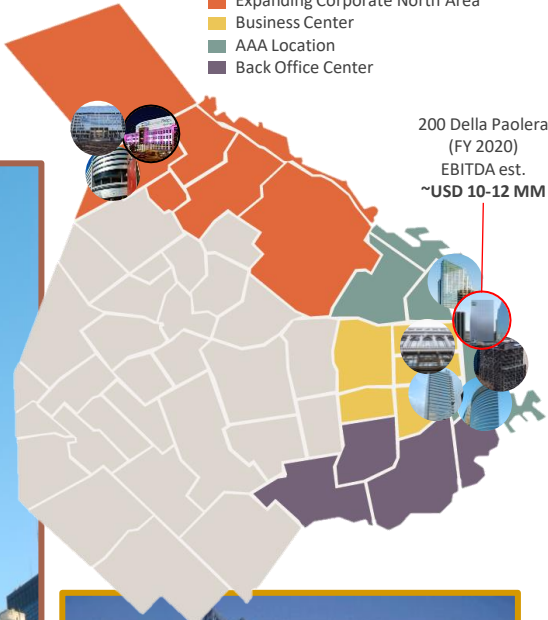 Expanding Corporate North Area
Business Center
AAA Location
Back Office Center
200 Della Paolera
(FY 2020)
EBITDA est.
~USD 10-12 MM